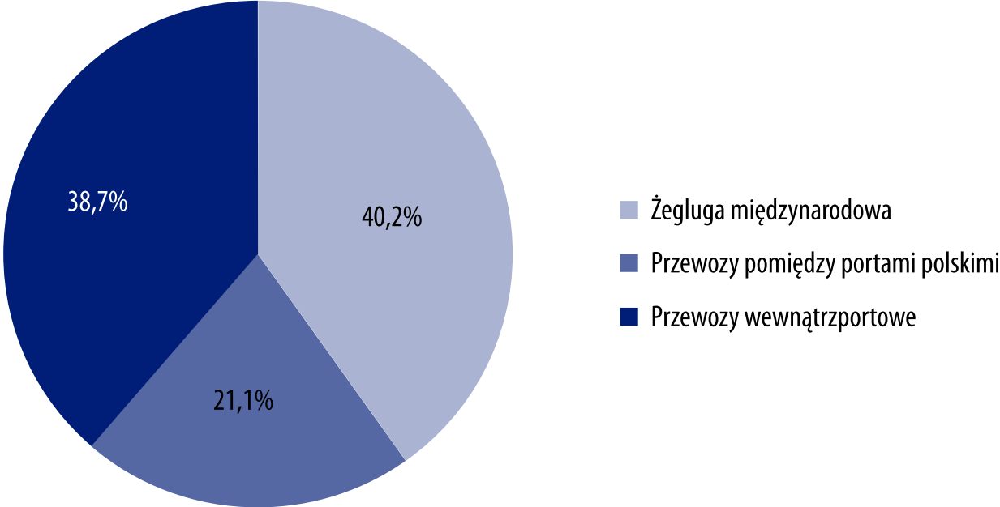 38,7%
40,2%
21,1%
Żegluga międzynarodowa
Przewozy pomiędzy portami polskimi
Przewozy wewnątrzportowe